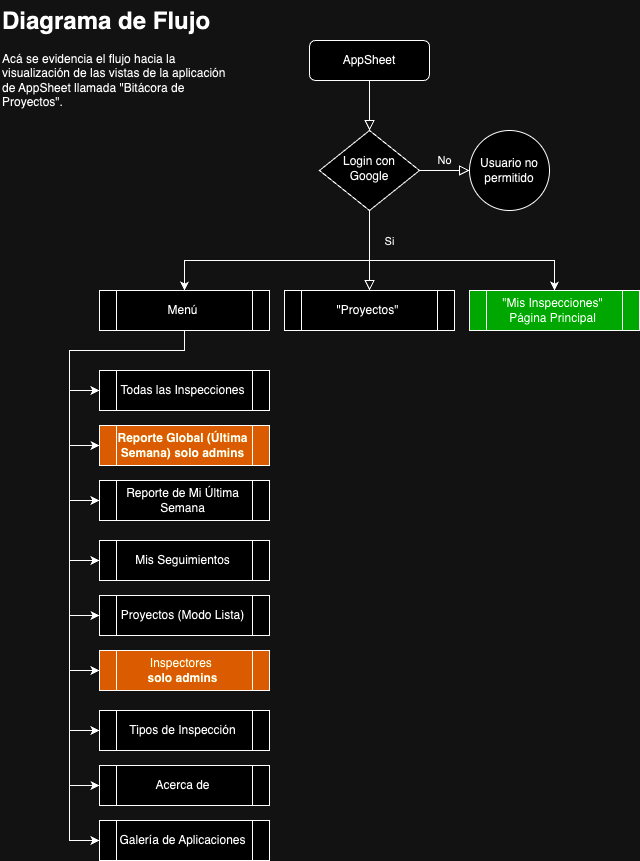 Diagrama de Flujo
Acá se evidencia el flujo hacia la
visualización de las vistas de la aplicación
de AppSheet llamada "Bitácora de
Proyectos".
AppSheet
Login con
Google
No
Usuario no
permitido
Si
Menú
"Proyectos"
"Mis Inspecciones"
Página Principal
Todas las Inspecciones
Reporte Global (Última
Semana) solo admins
Reporte de Mi Última
Semana
Mis Seguimientos
Proyectos (Modo Lista)
Inspectores
solo admins
Tipos de Inspección
Acerca de
Galería de Aplicaciones